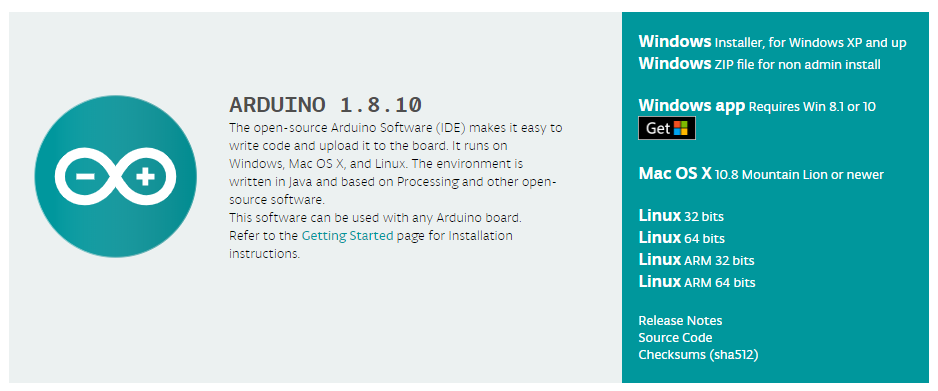 ARDUINO 1.8.10
The open-source Arduino Software (IDE) makes it easy to
write code and upload it to the board. It runs on
Windows, Mac OS X, and Linux. The environment is
written in Java and based on Processing and other open-
source software.
This software can be used with any Arduino board.
Refer to the Getting Started page for Installation
instructions.
Windows Installer, for Windows XP and up
Windows ZIP file for non admin install
Windows app Requires Win 8.1 or 10
Get
Mac OS X 10.8 Mountain Lion or newer
Linux 32 bits
Linux 64 bits
Linux ARM 32 bits
Linux ARM 64 bits
Release Notes
Source Code
Checksums (sha512)